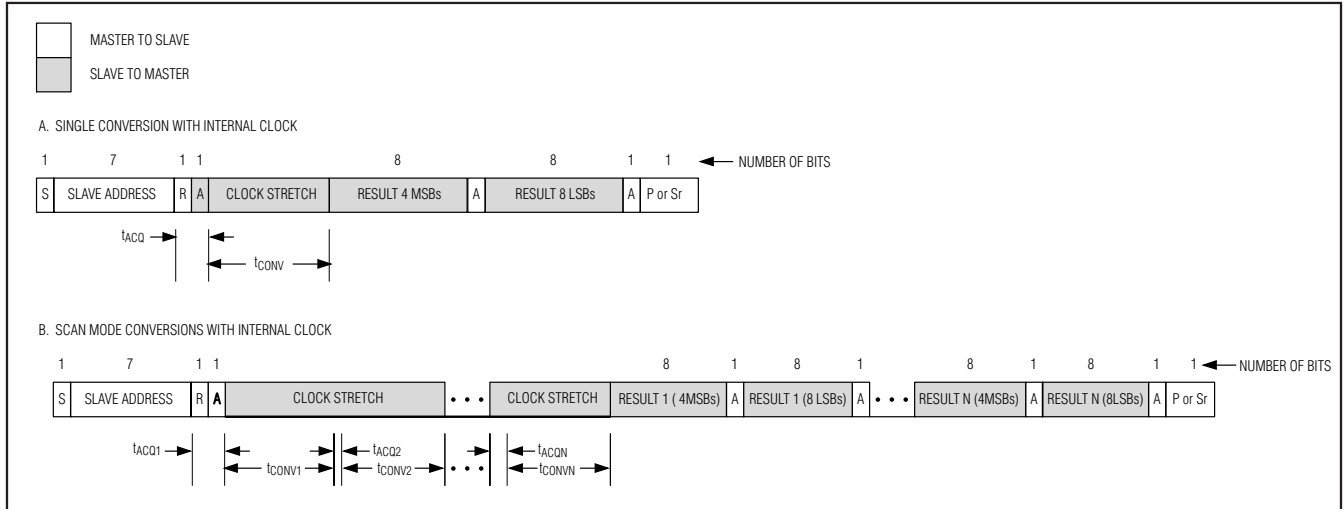 MASTER TO SLAVE
SLAVE TO MASTER
A. SINGLE CONVERSION WITH INTERNAL CLOCK
1 7 1 1 8 8 1 1 NUMBER OF BITS
S SLAVE ADDRESS R A CLOCK STRETCH RESULT 4 MSBs A RESULT 8 LSBs A P or Sr
tACQ
tCONV
B. SCAN MODE CONVERSIONS WITH INTERNAL CLOCK
1 7 1 1 8 1 8 1 8 1 8 1 1 NUMBER OF BITS
S SLAVE ADDRESS R A CLOCK STRETCH • • • CLOCK STRETCH RESULT 1 ( 4MSBs) A RESULT 1 (8 LSBs) A • • • RESULT N (4MSBs) A RESULT N (8LSBs) A P or Sr
tACQ1 tACQ2 tACQN
tCONV1 tCONV2 • • • tCONVN